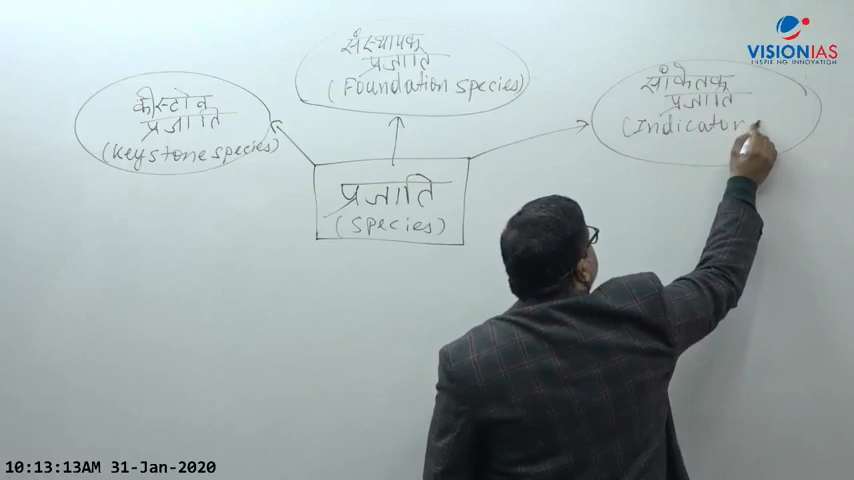 संस्थापक
प्रजाति
(Foundation species)
कीस्टोन
प्रजाति
(Keystone species)
सांकेतक
प्रजाति
(Indicator
प्रजाति
(Species)
VISIONIAS
INSPIRING INNOVATION
10:13:13AM 31-Jan-2020